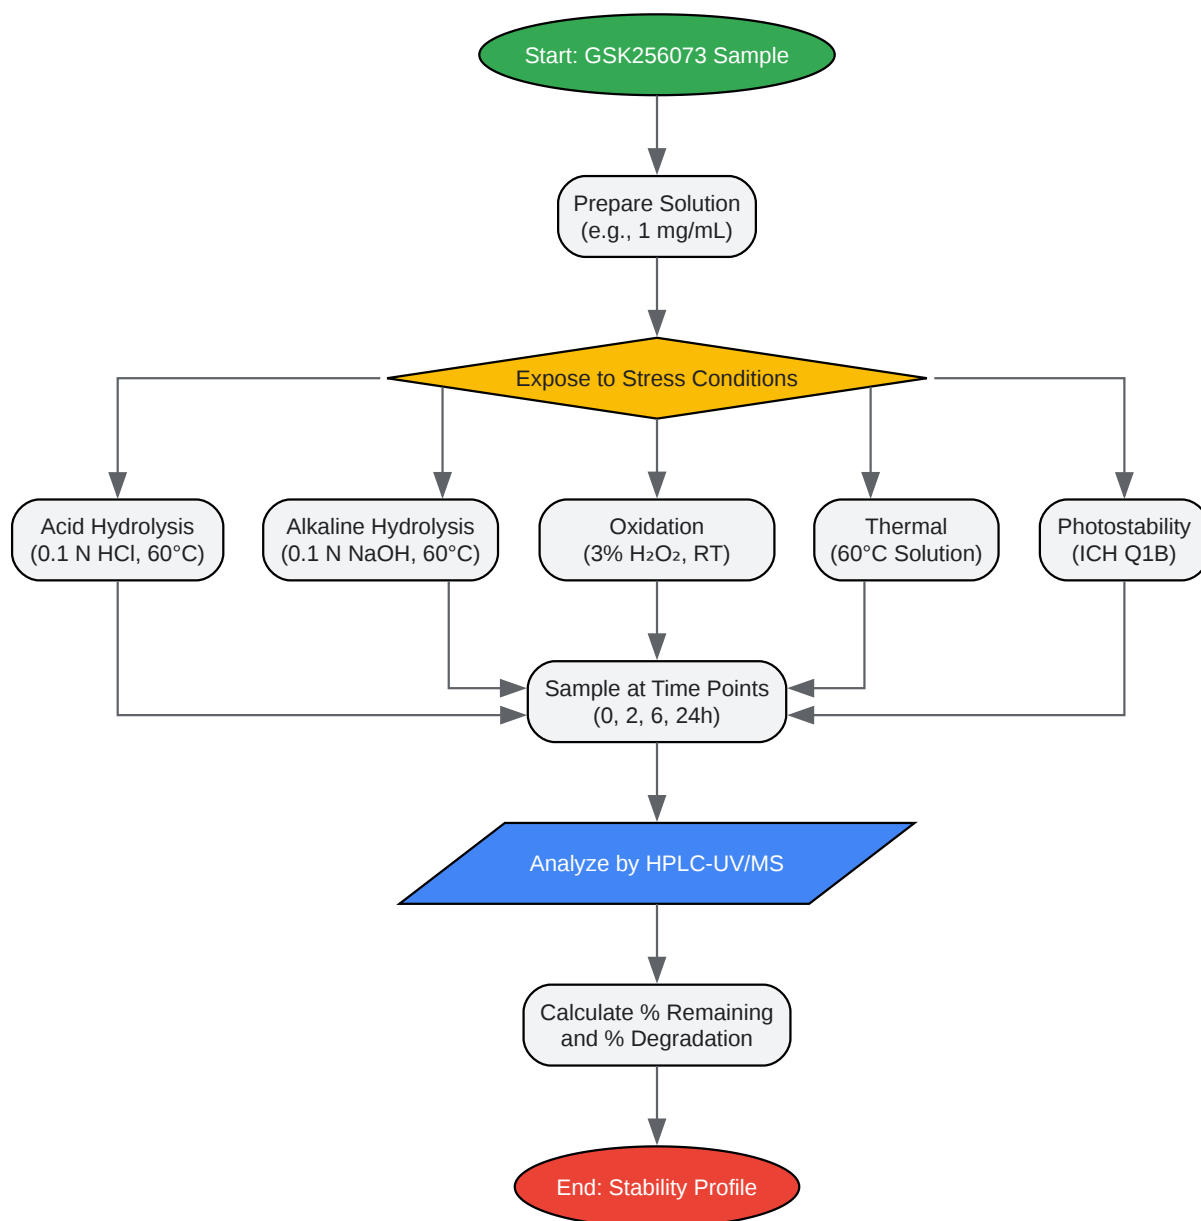 Start: GSK256073 Sample
Prepare Solution
(e.g., 1 mg/mL)
Expose to Stress Conditions
Acid Hydrolysis
(0.1 N HCl, 60°C)
Alkaline Hydrolysis
(0.1 N NaOH, 60°C)
Oxidation
(3% H₂O₂, RT)
Thermal
(60°C Solution)
Photostability
(ICH Q1B)
Sample at Time Points
(0, 2, 6, 24h)
Analyze by HPLC-UV/MS
Calculate % Remaining
and % Degradation
End: Stability Profile